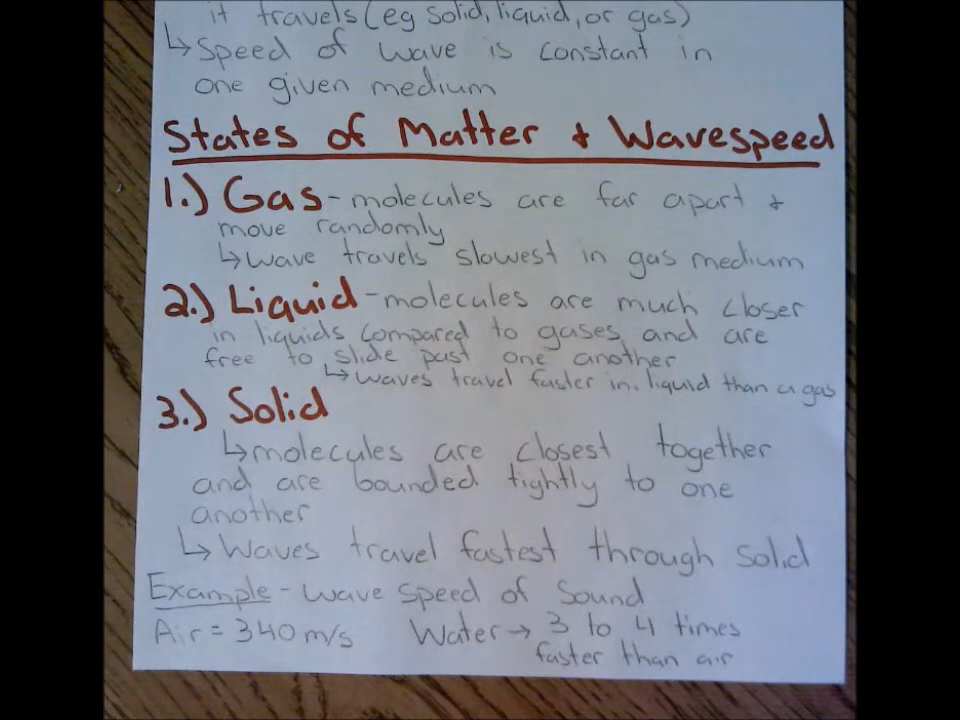 it travels (eg solid, liquid, or gas)
↳ Speed of wave is constant in
one given medium
States of Matter & Wavespeed
1.) Gas - molecules are far apart &
move randomly
↳ wave travels slowest in gas medium
2.) Liquid - molecules are much closer
in liquids compared to gases and are
free to slide past one another
↳ waves travel faster in liquid than a gas
3.) Solid
↳ molecules are closest together
and are bounded tightly to one
another
↳ Waves travel fastest through solid
Example - wave speed of Sound
Air = 340 m/s Water → 3 to 4 times
faster than air